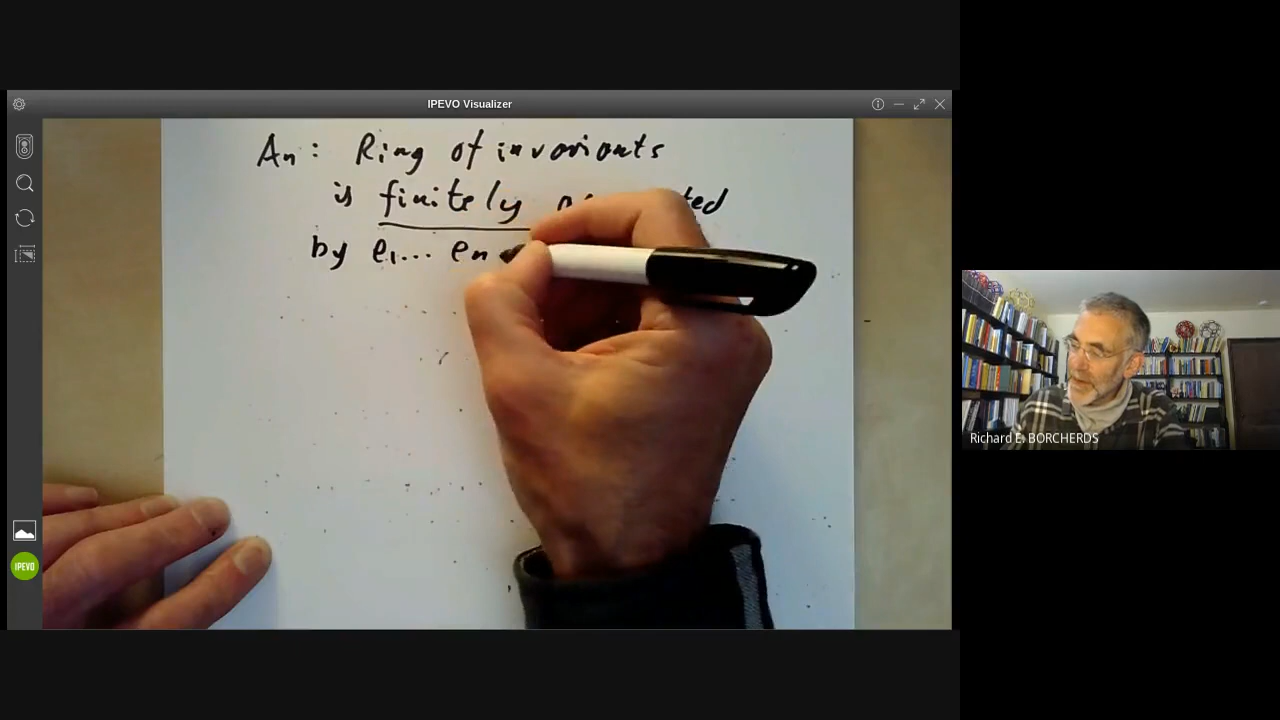 IPEVO Visualizer
An: Ring of invariants
is finitely
by e1... en
IPEVO
Richard E. BORCHERDS